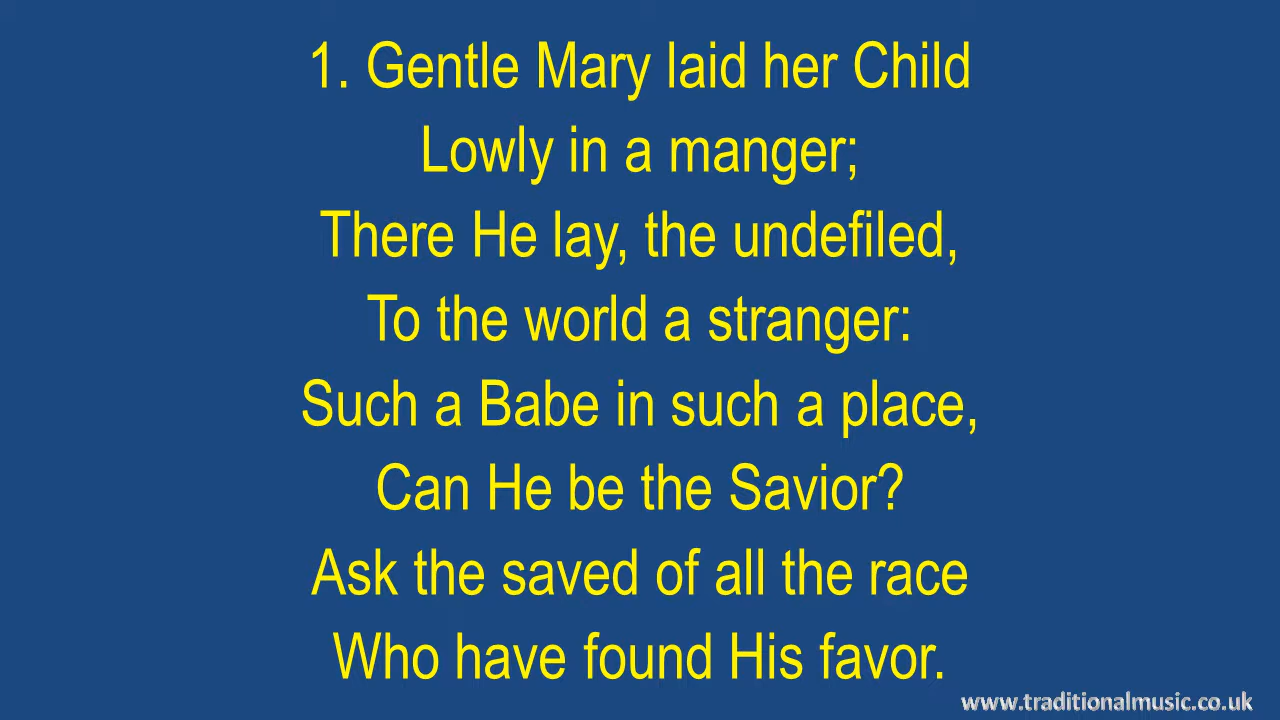 1. Gentle Mary laid her Child
Lowly in a manger;
There He lay, the undefiled,
To the world a stranger:
Such a Babe in such a place,
Can He be the Savior?
Ask the saved of all the race
Who have found His favor.
www.traditionalmusic.co.uk